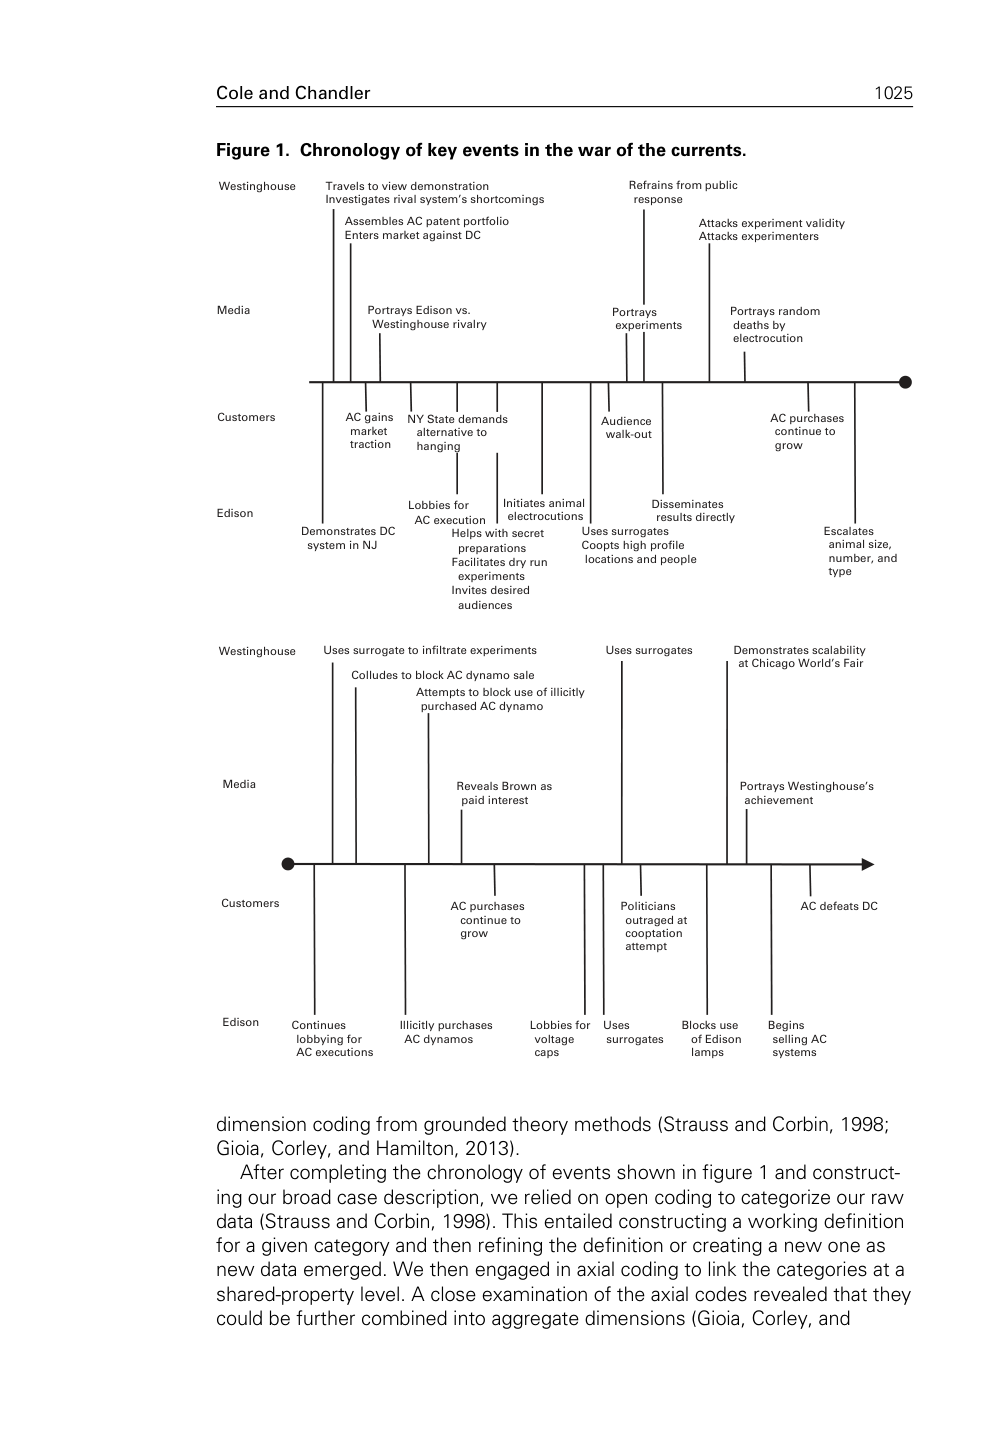 Cole and Chandler 1025
Figure 1. Chronology of key events in the war of the currents.
Westinghouse
Travels to view demonstration
Investigates rival system's shortcomings
Refrains from public
response
Assembles AC patent portfolio
Enters market against DC
Attacks experiment validity
Attacks experimenters
Media
Portrays Edison vs.
Westinghouse rivalry
Portrays
experiments
Portrays random
deaths by
electrocution
Customers
AC gains
market
traction
NY State demands
alternative to
hanging
Audience
walk-out
AC purchases
continue to
grow
Edison
Demonstrates DC
system in NJ
Lobbies for
AC execution
Helps with secret
preparations
Facilitates dry run
experiments
Invites desired
audiences
Initiates animal
electrocutions
Uses surrogates
Coopts high profile
locations and people
Disseminates
results directly
Escalates
animal size,
number, and
type
Westinghouse
Uses surrogate to infiltrate experiments
Colludes to block AC dynamo sale
Attempts to block use of illicitly
purchased AC dynamo
Uses surrogates
Demonstrates scalability
at Chicago World's Fair
Media
Reveals Brown as
paid interest
Portrays Westinghouse's
achievement
Customers
AC purchases
continue to
grow
Politicians
outraged at
cooptation
attempt
AC defeats DC
Edison
Continues
lobbying for
AC executions
Illicitly purchases
AC dynamos
Lobbies for
voltage
caps
Uses
surrogates
Blocks use
of Edison
lamps
Begins
selling AC
systems
dimension coding from grounded theory methods (Strauss and Corbin, 1998;
Gioia, Corley, and Hamilton, 2013).
After completing the chronology of events shown in figure 1 and construct-
ing our broad case description, we relied on open coding to categorize our raw
data (Strauss and Corbin, 1998). This entailed constructing a working definition
for a given category and then refining the definition or creating a new one as
new data emerged. We then engaged in axial coding to link the categories at a
shared-property level. A close examination of the axial codes revealed that they
could be further combined into aggregate dimensions (Gioia, Corley, and